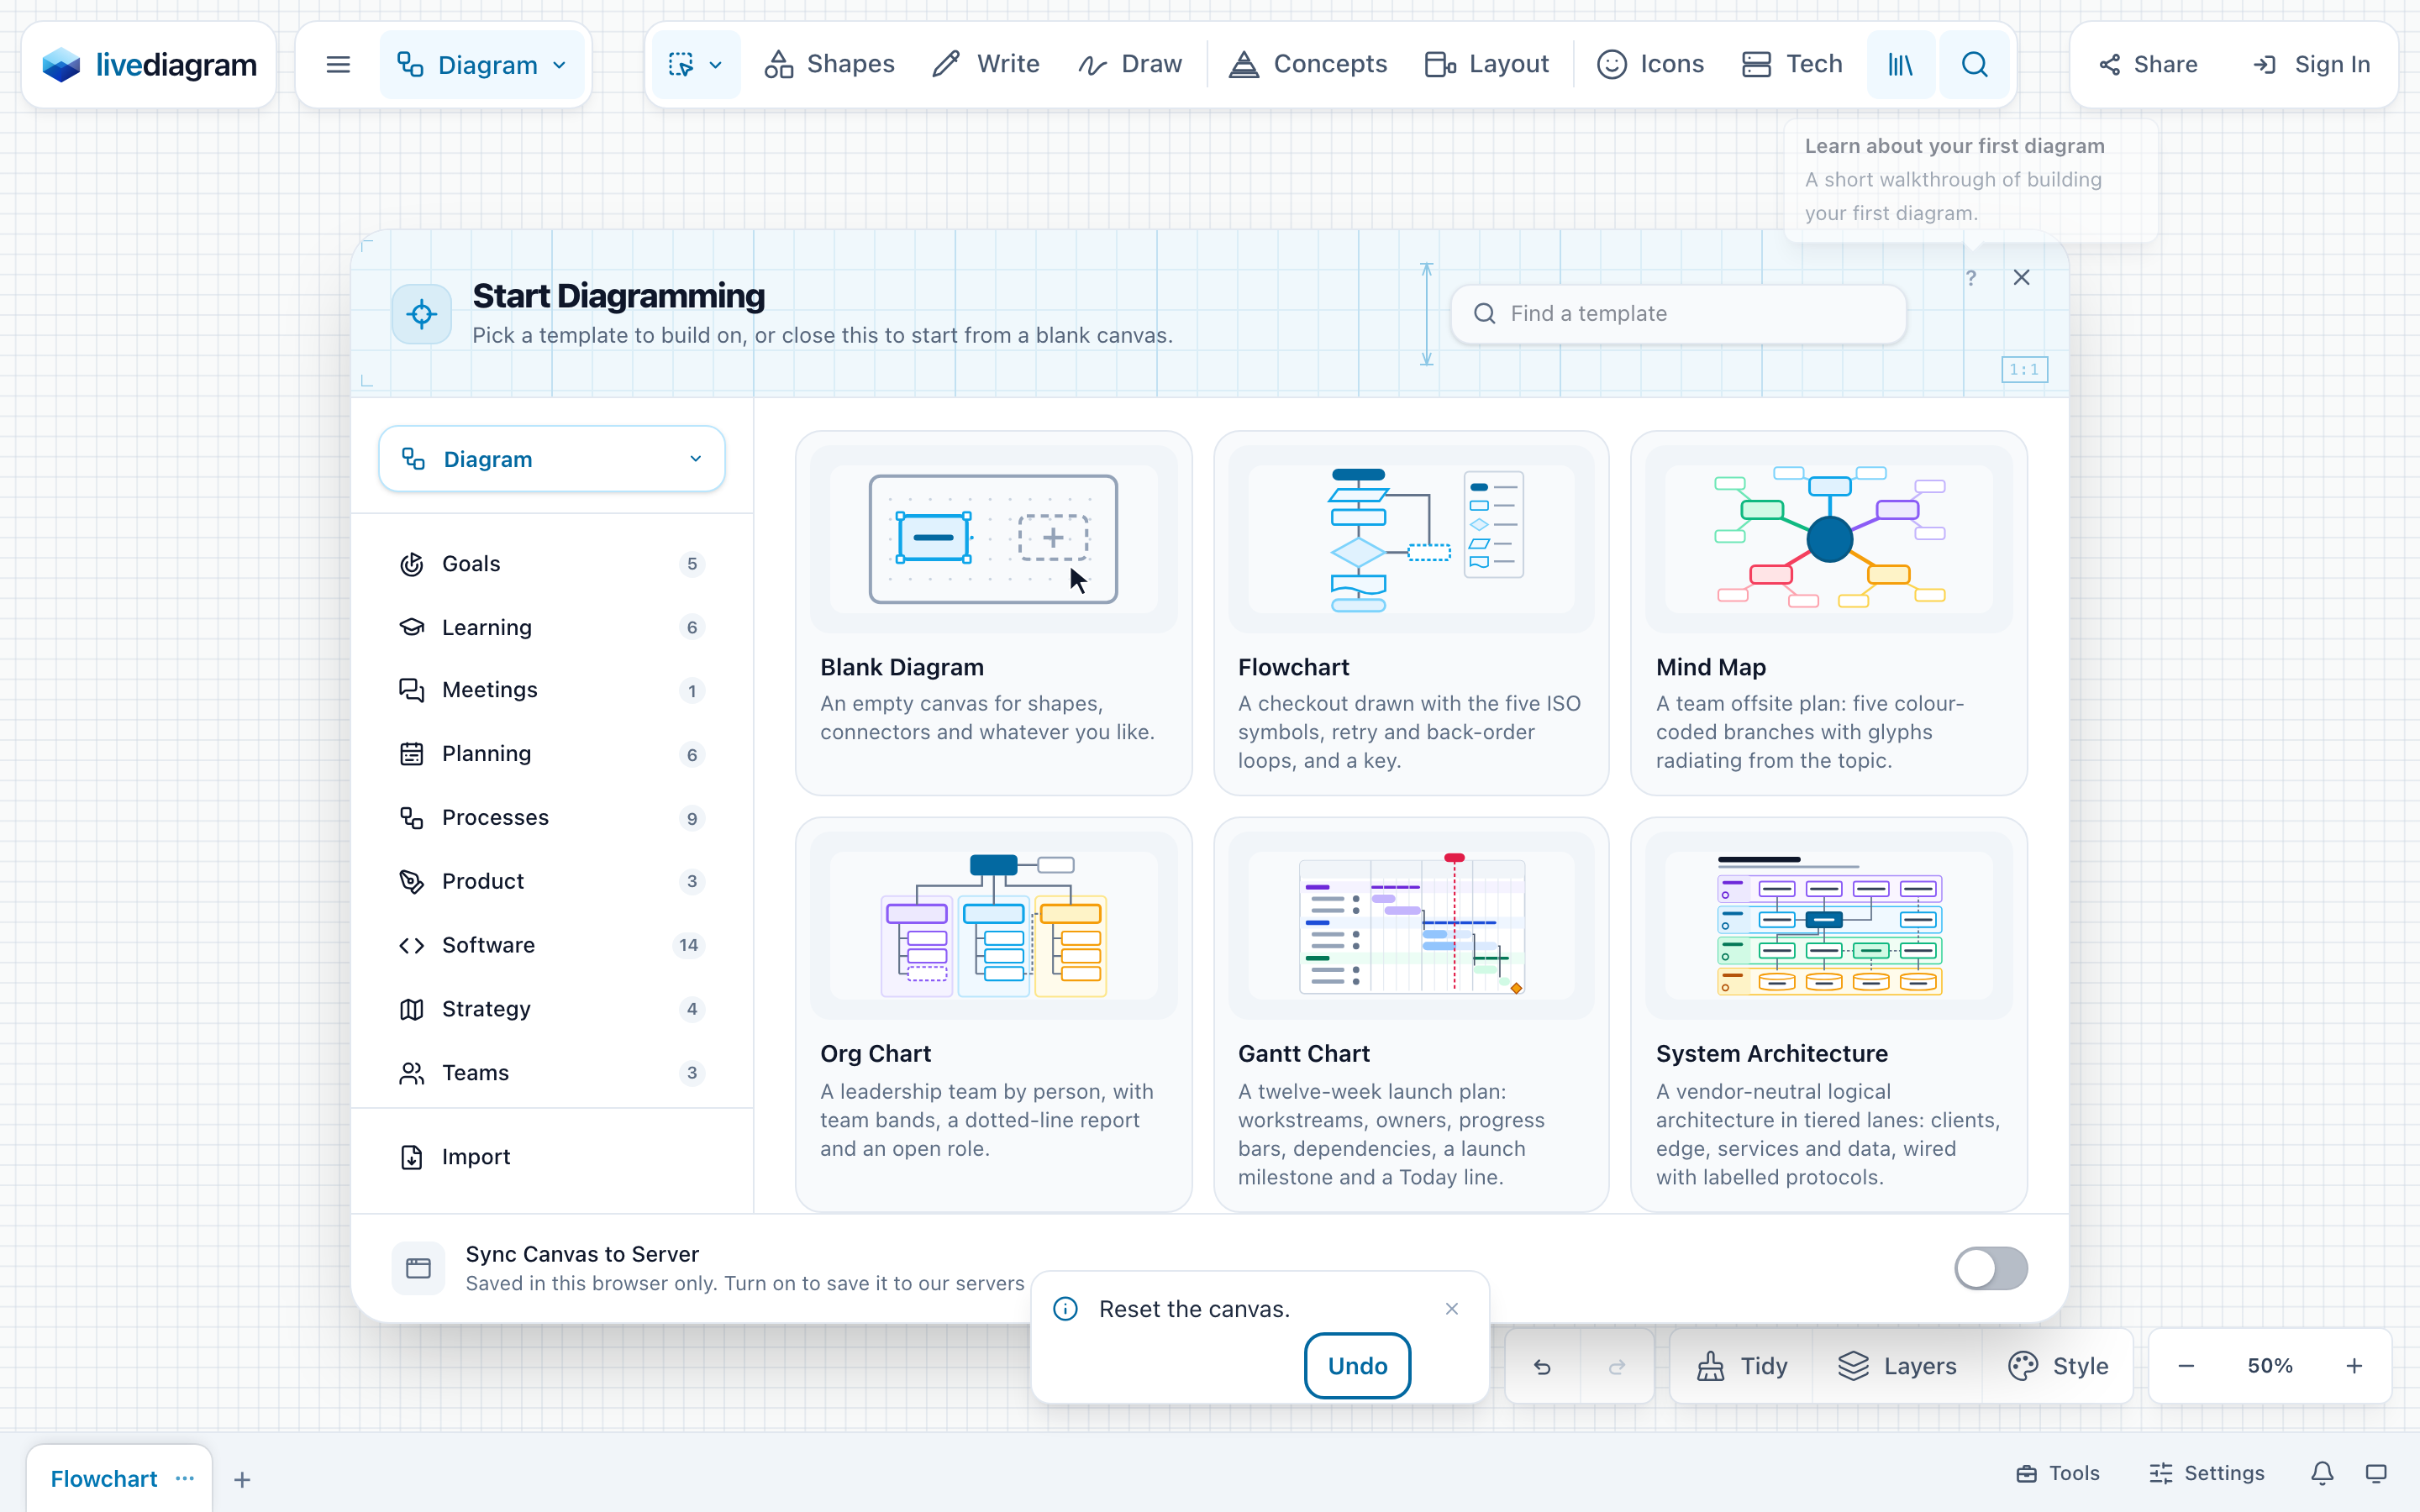 livediagram
Diagram
Shapes
Write
Draw
Concepts
Layout
Icons
Tech
Share
Sign In
Learn about your first diagram
A short walkthrough of building
your first diagram.
Start Diagramming
Pick a template to build on, or close this to start from a blank canvas.
Find a template
?
1:1
Diagram
Goals 5
Learning 6
Meetings 1
Planning 6
Processes 9
Product 3
Software 14
Strategy 4
Teams 3
Import
Blank Diagram
An empty canvas for shapes,
connectors and whatever you like.
Flowchart
A checkout drawn with the five ISO
symbols, retry and back-order
loops, and a key.
Mind Map
A team offsite plan: five colour-
coded branches with glyphs
radiating from the topic.
Org Chart
A leadership team by person, with
team bands, a dotted-line report
and an open role.
Gantt Chart
A twelve-week launch plan:
workstreams, owners, progress
bars, dependencies, a launch
milestone and a Today line.
System Architecture
A vendor-neutral logical
architecture in tiered lanes: clients,
edge, services and data, wired
with labelled protocols.
Sync Canvas to Server
Saved in this browser only. Turn on to save it to our servers
Reset the canvas.
Undo
Tidy
Layers
Style
50%
Flowchart
Tools
Settings